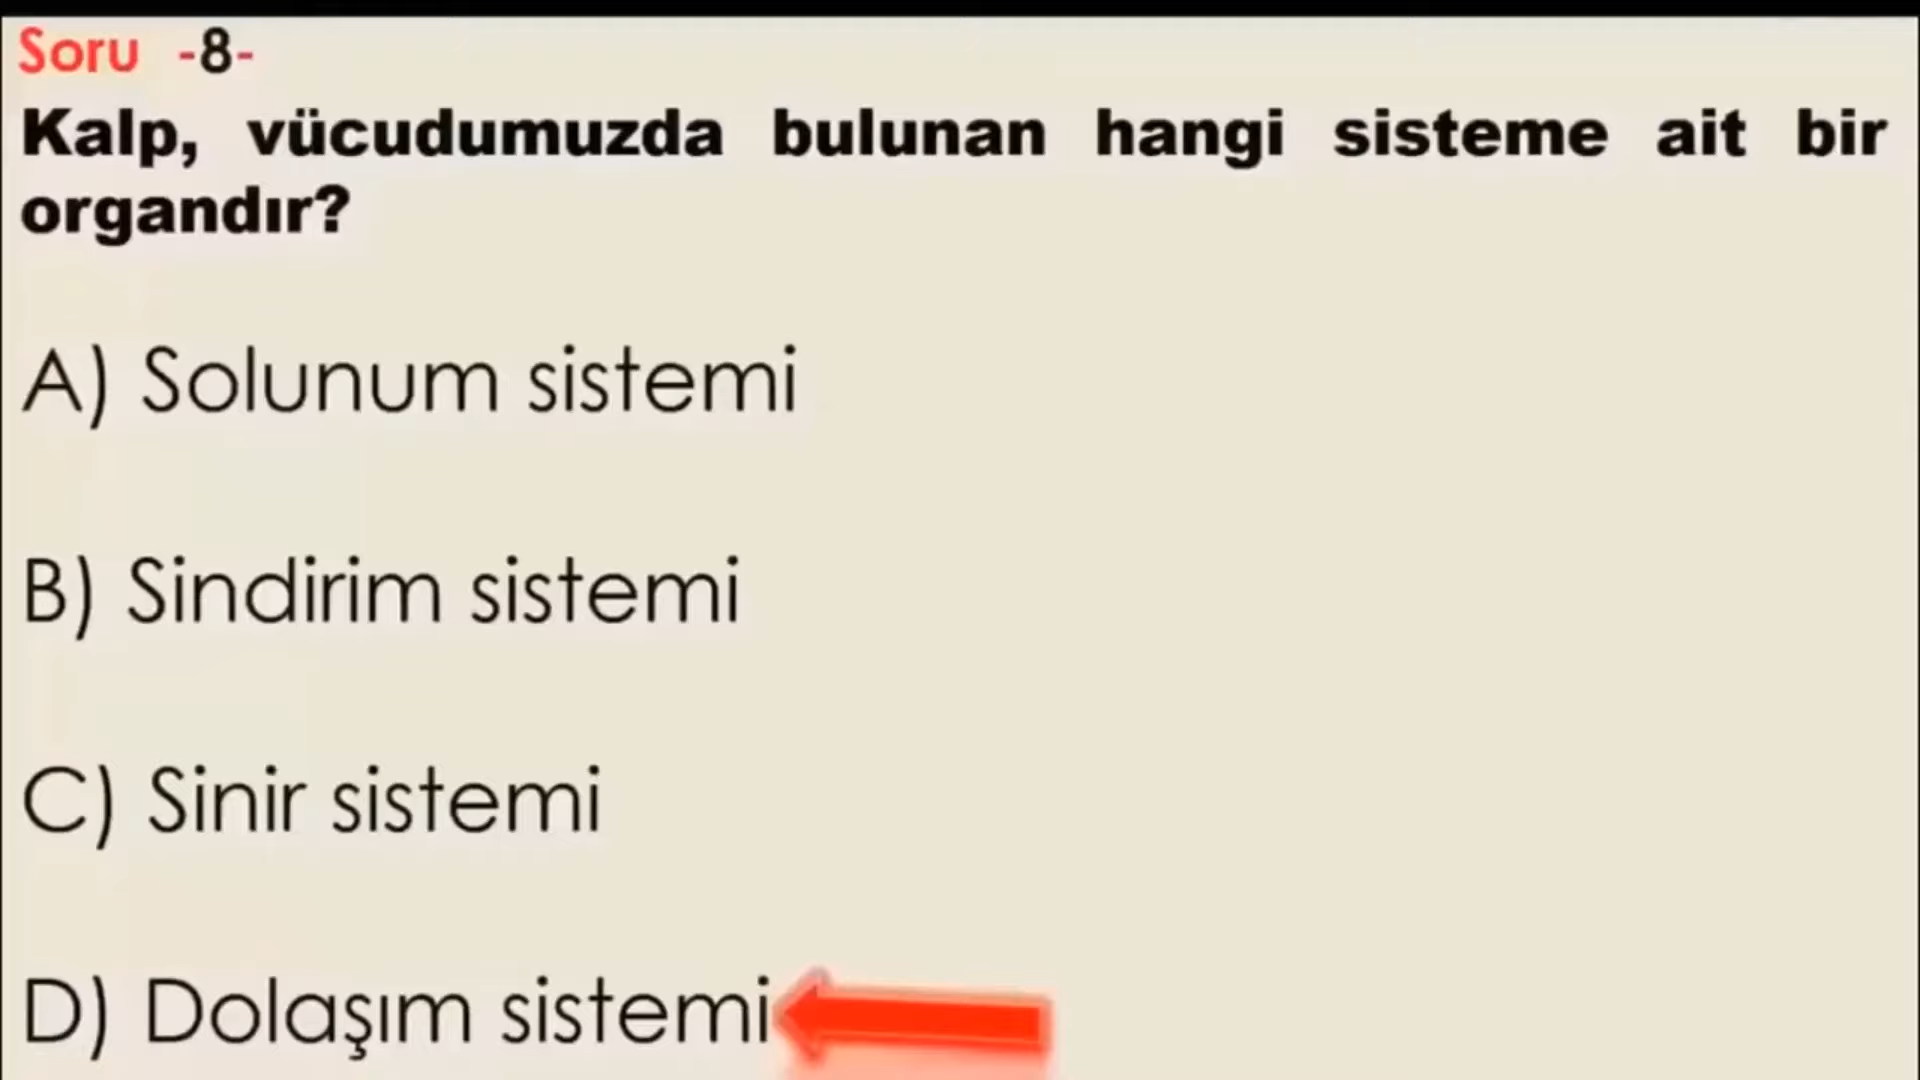 Soru -8-
Kalp, vücudumuzda bulunan hangi sisteme ait bir
organdır?
A) Solunum sistemi
B) Sindirim sistemi
C) Sinir sistemi
D) Dolaşım sistemi